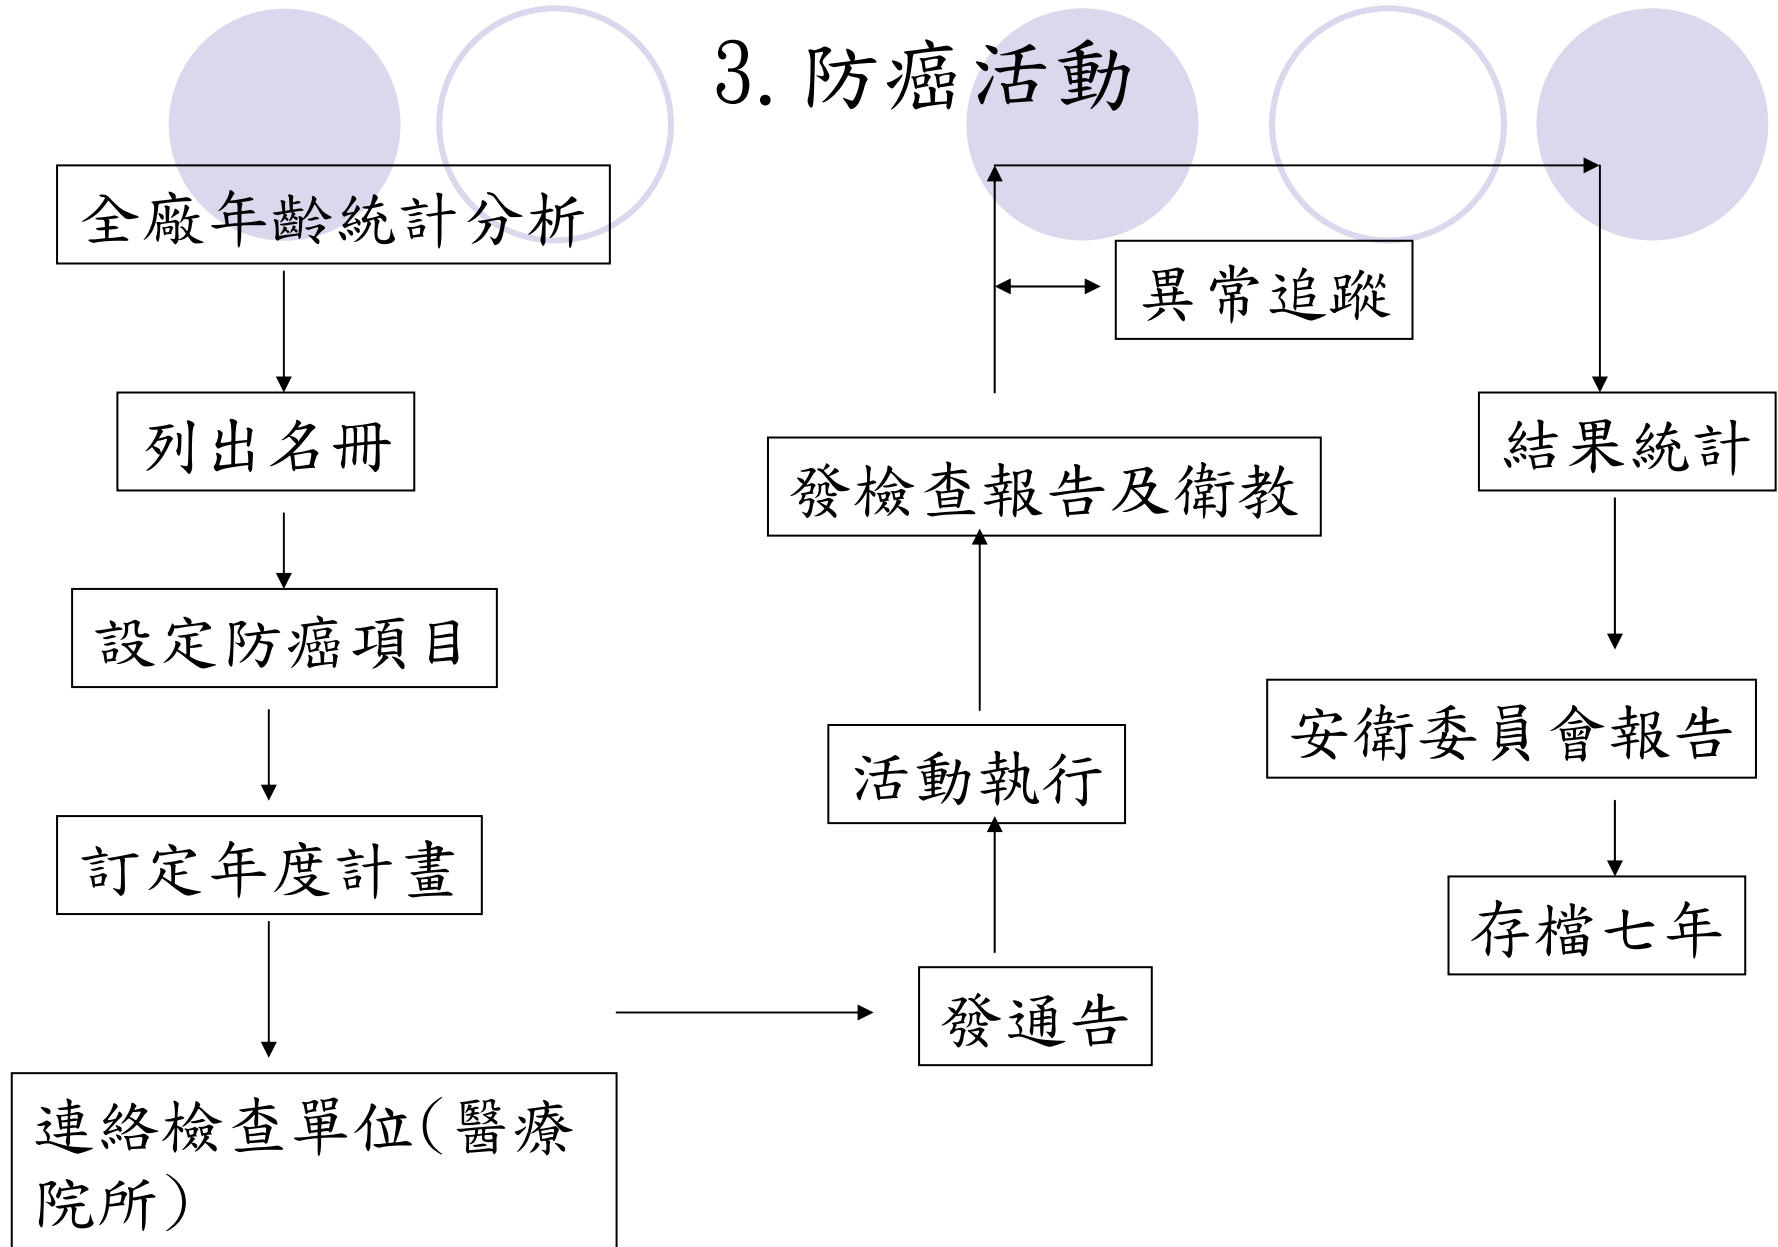 3.防癌活動
全廠年齡統計分析
列出名冊
設定防癌項目
訂定年度計畫
連絡檢查單位(醫療
院所)
發通告
活動執行
發檢查報告及衛教
異常追蹤
結果統計
安衛委員會報告
存檔七年